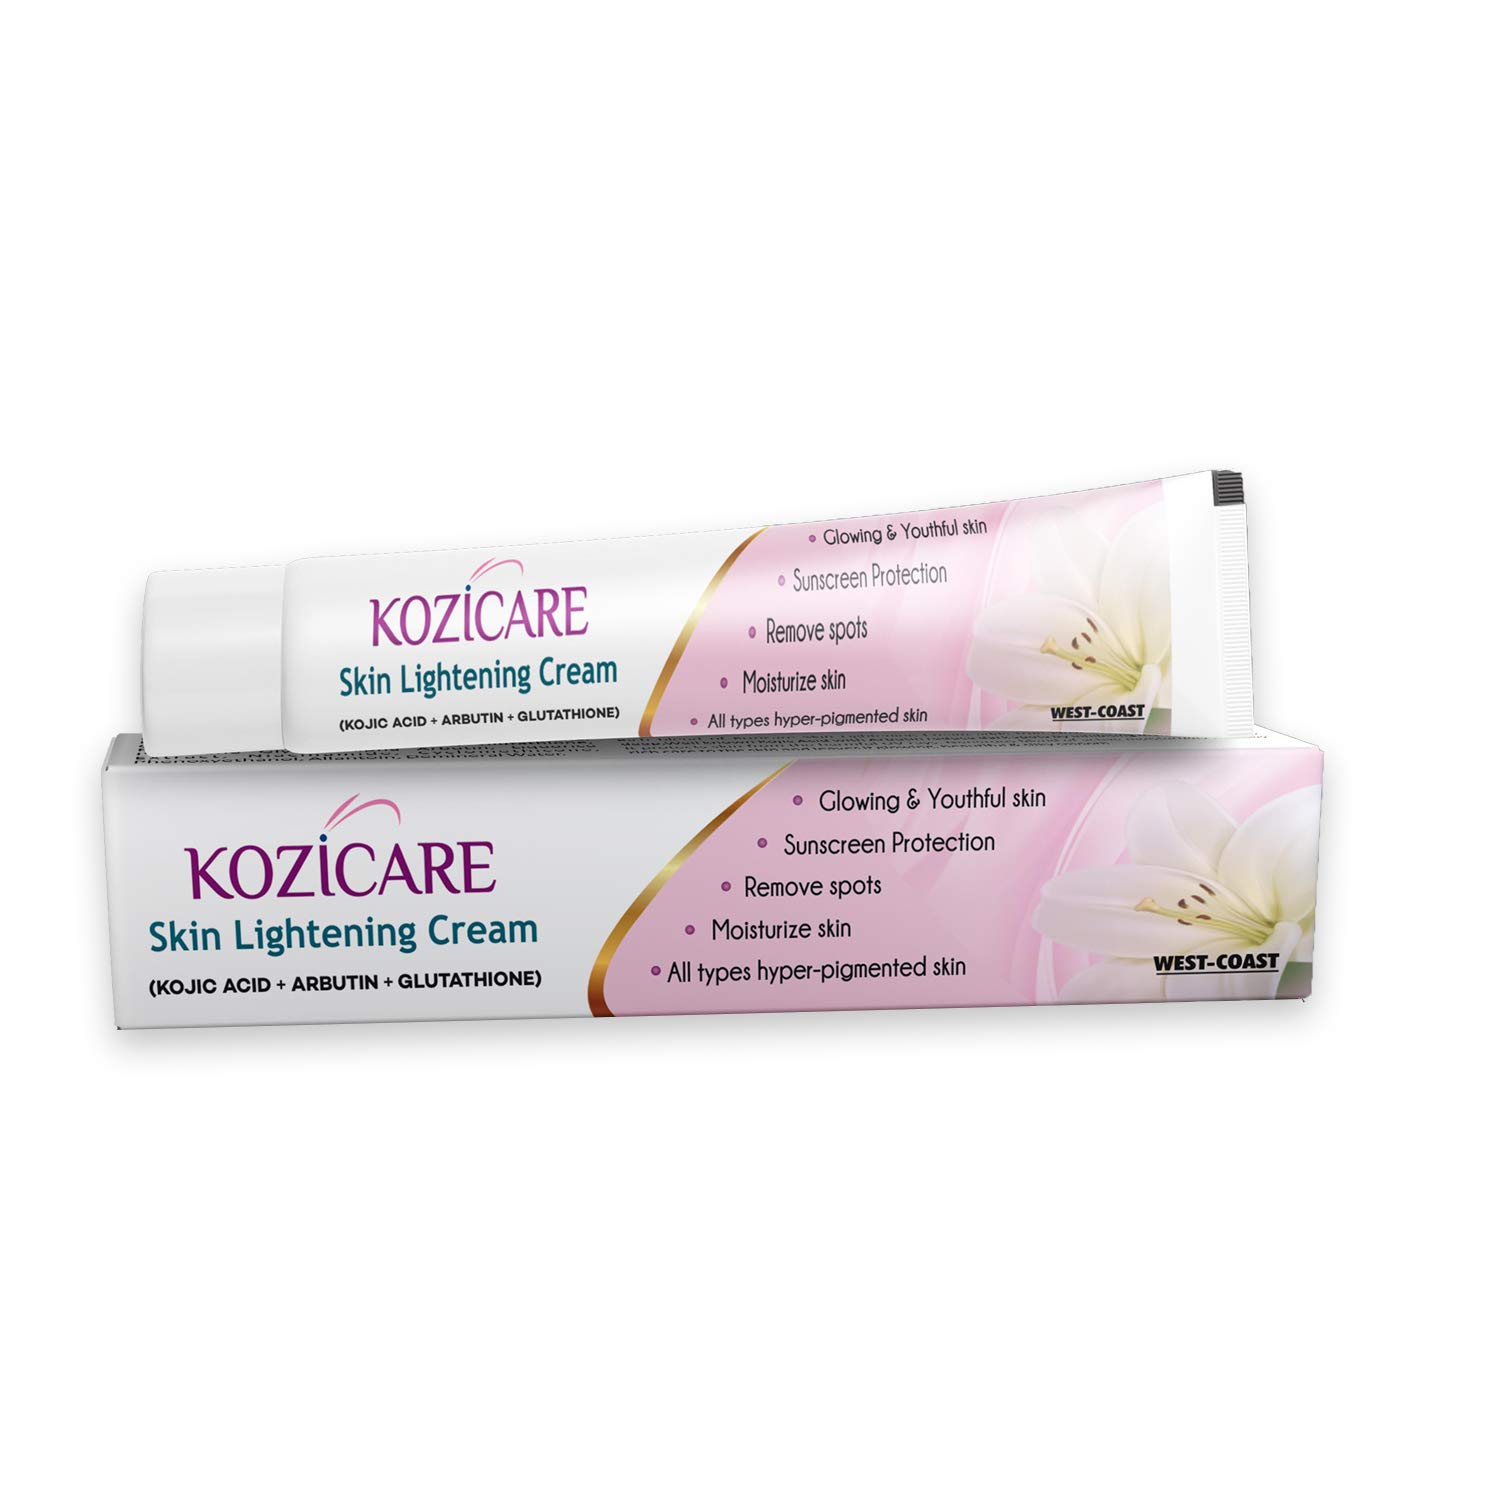 KOZiCARE
Skin Lightening Cream
(KOJIC ACID + ARBUTIN + GLUTATHIONE)
• Glowing & Youthful skin
• Sunscreen Protection
• Remove spots
• Moisturize skin
• All types hyper-pigmented skin
WEST-COAST
KOZiCARE
Skin Lightening Cream
(KOJIC ACID + ARBUTIN + GLUTATHIONE)
• Glowing & Youthful skin
• Sunscreen Protection
• Remove spots
• Moisturize skin
• All types hyper-pigmented skin
WEST-COAST